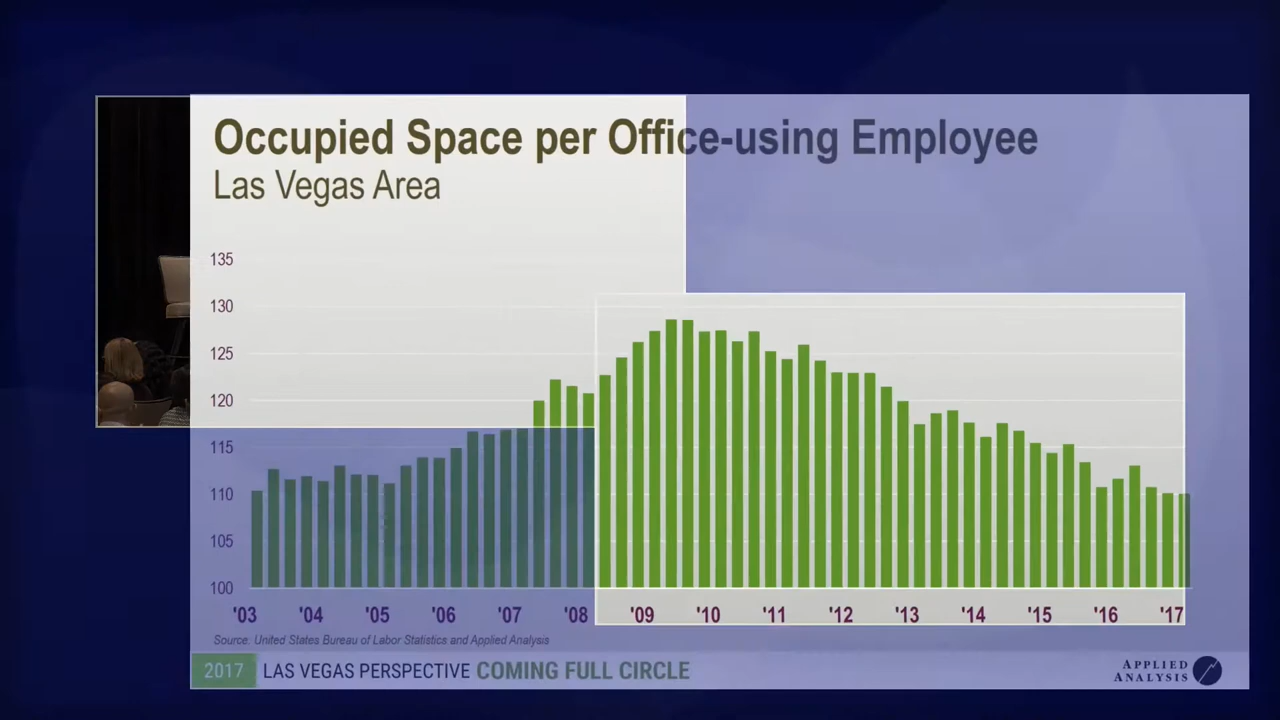 Occupied Space per Office-using Employee
Las Vegas Area
135
130
125
120
115
110
105
100
'03 '04 '05 '06 '07 '08 '09 '10 '11 '12 '13 '14 '15 '16 '17
Source: United States Bureau of Labor Statistics and Applied Analysis
2017 LAS VEGAS PERSPECTIVE COMING FULL CIRCLE
APPLIED
ANALYSIS